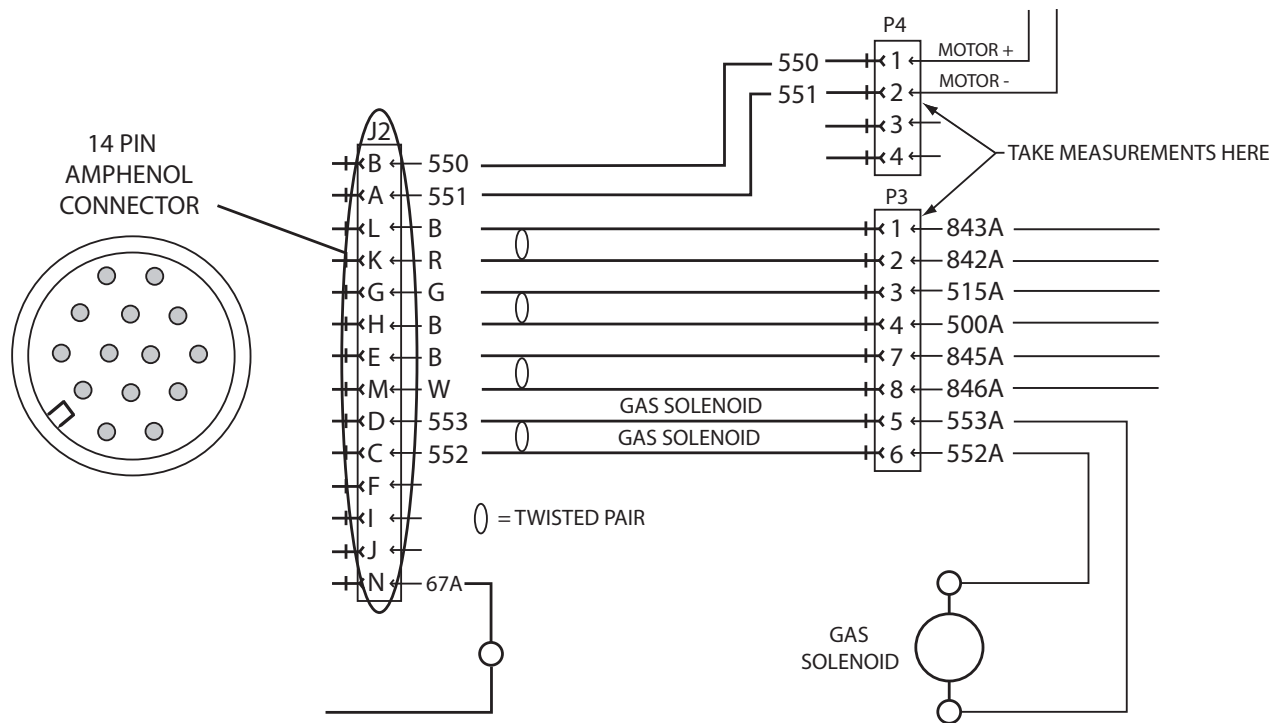 14 PIN
AMPHENOL
CONNECTOR
J2
B 550
A 551
L B
K R
G G
H B
E B
M W
D 553
C 552
F
I
J
N 67A
GAS SOLENOID
GAS SOLENOID
= TWISTED PAIR
P4
550 1 MOTOR +
551 2 MOTOR -
3
4
TAKE MEASUREMENTS HERE
P3
1 843A
2 842A
3 515A
4 500A
7 845A
8 846A
5 553A
6 552A
GAS
SOLENOID